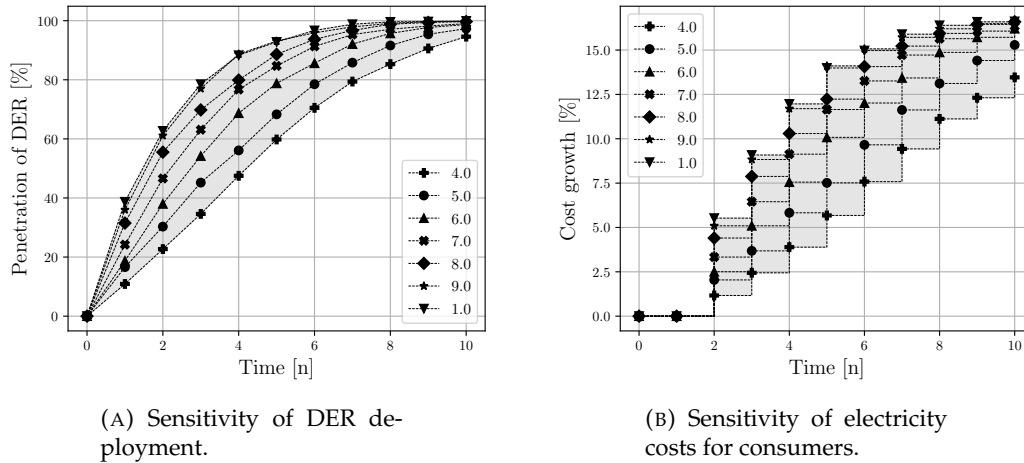 100
80
60
40
20
0
Penetration of DER [%]
0 2 4 6 8 10
Time [n]
4.0
5.0
6.0
7.0
8.0
9.0
1.0
15.0
12.5
10.0
7.5
5.0
2.5
0.0
Cost growth [%]
0 2 4 6 8 10
Time [n]
4.0
5.0
6.0
7.0
8.0
9.0
1.0
(A) Sensitivity of DER de-
ployment.
(B) Sensitivity of electricity
costs for consumers.